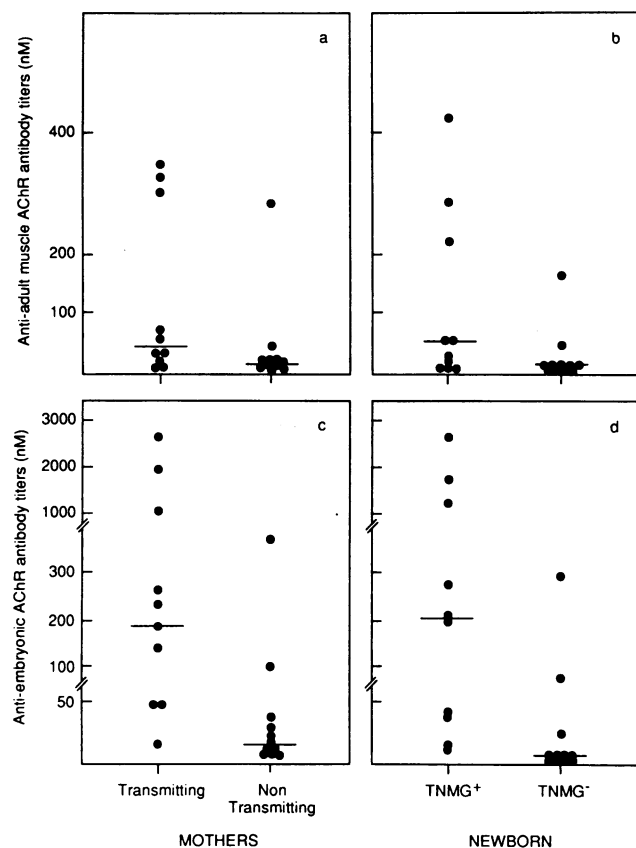 a
b
Anti-adult muscle AChR antibody titers (nM)
400
200
100
c
d
Anti-embryonic AChR antibody titers (nM)
3000
2000
1000
300
200
100
50
Transmitting
Non
Transmitting
TNMG+
TNMG-
MOTHERS
NEWBORN